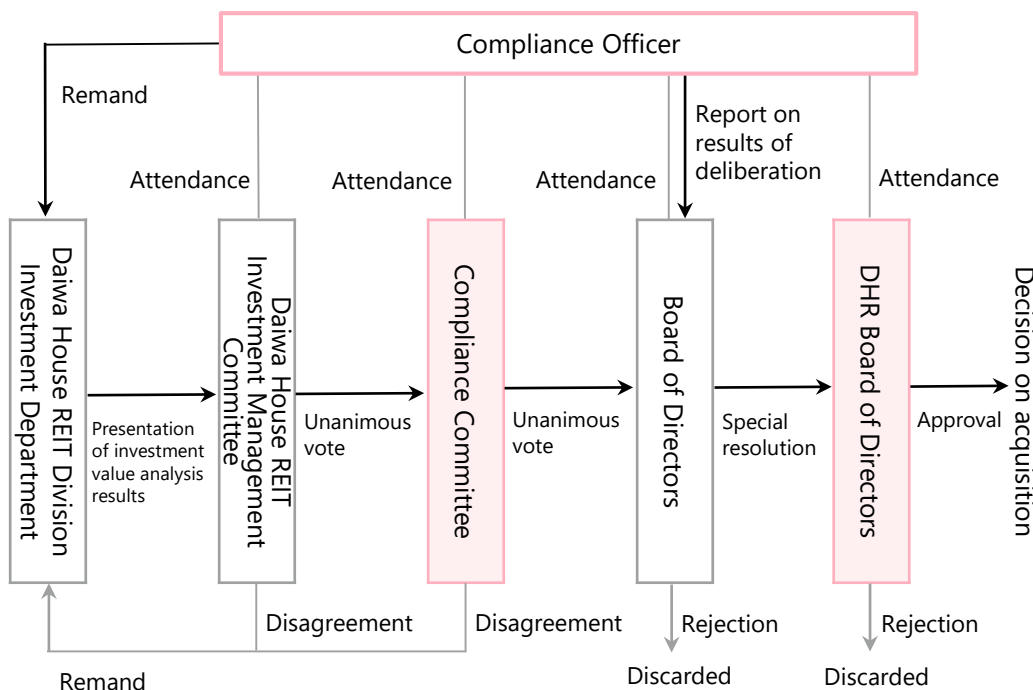 Compliance Officer
Remand
Report on
results of
deliberation
Attendance
Attendance
Attendance
Attendance
Daiwa House REIT Division
Investment Department
Presentation
of investment
value analysis
results
Daiwa House REIT
Investment Management
Committee
Unanimous
vote
Compliance Committee
Unanimous
vote
Board of Directors
Special
resolution
DHR Board of Directors
Approval
Decision on acquisition
Disagreement
Disagreement
Rejection
Rejection
Remand
Discarded
Discarded